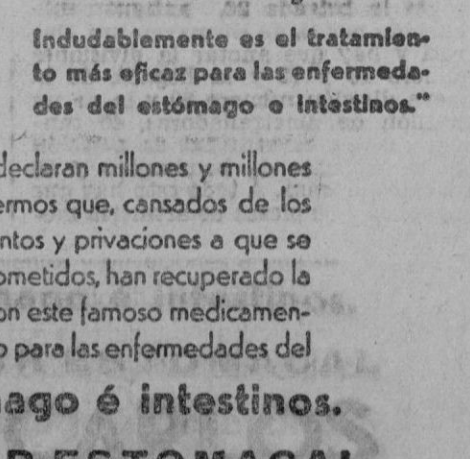 Indudablemente es el tratamien-
to más eficaz para las enfermeda-
des del estómago e intestinos."
declaran millones y millones
ermos que, cansados de los
ntos y privaciones a que se
ometidos, han recuperado la
on este famoso medicamen-
o para las enfermedades del
ago é intestinos.
R ESTOMACAL